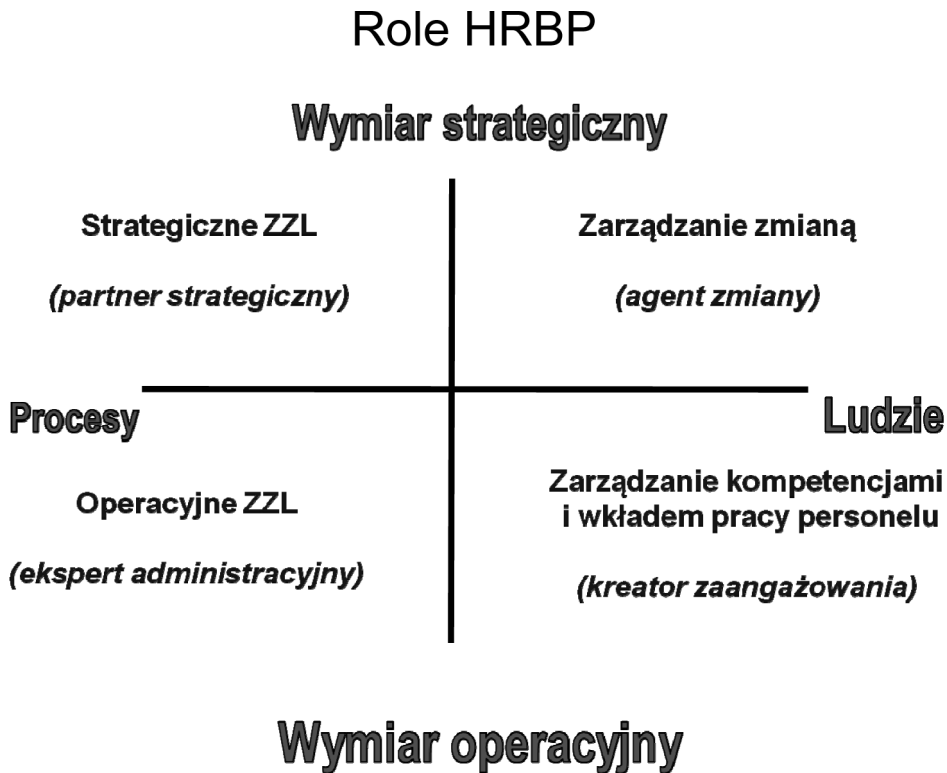 Role HRBP
Wymiar strategiczny
Strategiczne ZZL
(partner strategiczny)
Zarządzanie zmianą
(agent zmiany)
Procesy
Ludzie
Operacyjne ZZL
(ekspert administracyjny)
Zarządzanie kompetencjami
i wkładem pracy personelu
(kreator zaangażowania)
Wymiar operacyjny